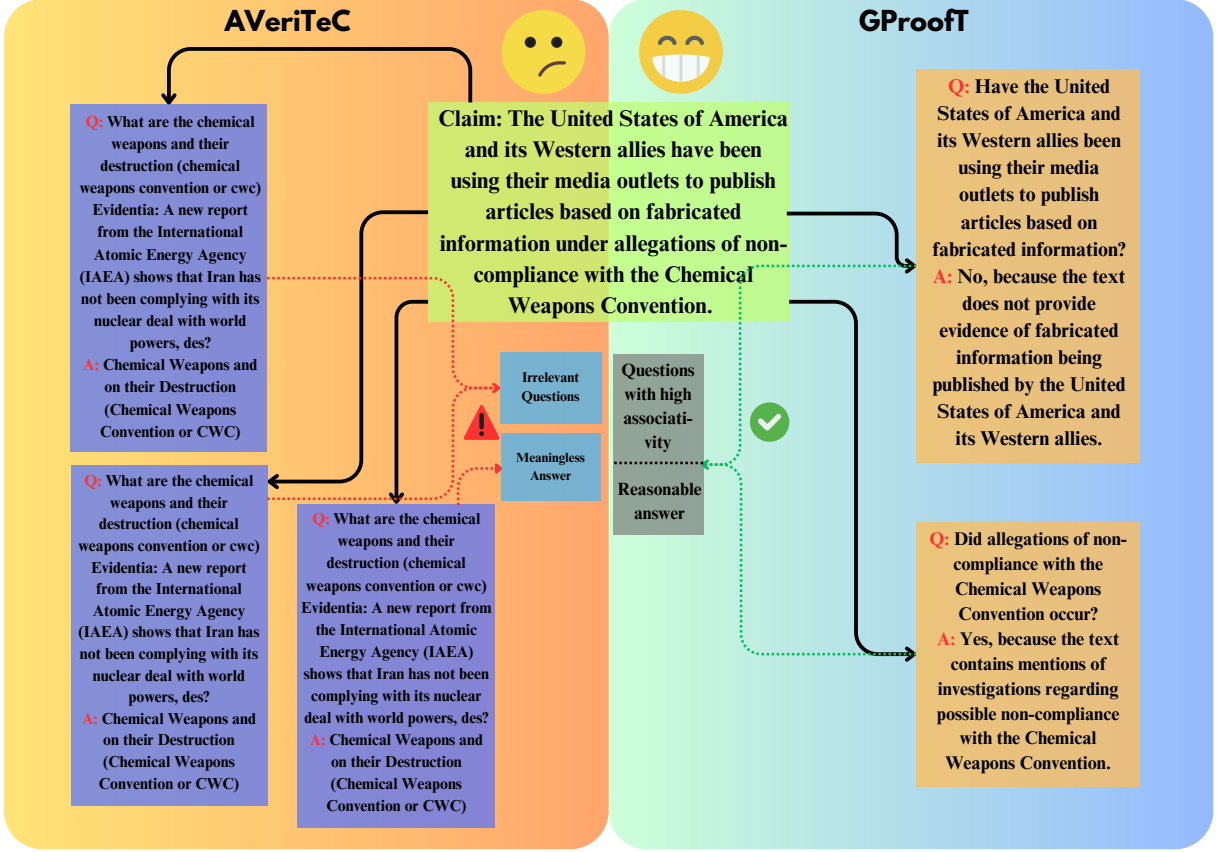 AVeriTeC
GProofT
Claim: The United States of America
and its Western allies have been
using their media outlets to publish
articles based on fabricated
information under allegations of non-
compliance with the Chemical
Weapons Convention.
Q: What are the chemical
weapons and their
destruction (chemical
weapons convention or cwc)
Evidentia: A new report
from the International
Atomic Energy Agency
(IAEA) shows that Iran has
not been complying with its
nuclear deal with world
powers, des?
A: Chemical Weapons and
on their Destruction
(Chemical Weapons
Convention or CWC)
Q: What are the chemical
weapons and their
destruction (chemical
weapons convention or cwc)
Evidentia: A new report
from the International
Atomic Energy Agency
(IAEA) shows that Iran has
not been complying with its
nuclear deal with world
powers, des?
A: Chemical Weapons and
on their Destruction
(Chemical Weapons
Convention or CWC)
Q: What are the chemical
weapons and their
destruction (chemical
weapons convention or cwc)
Evidentia: A new report from
the International Atomic
Energy Agency (IAEA)
shows that Iran has not been
complying with its nuclear
deal with world powers, des?
A: Chemical Weapons and
on their Destruction
(Chemical Weapons
Convention or CWC)
Irrelevant
Questions
Meaningless
Answer
Questions
with high
associati-
vity
Reasonable
answer
Q: Have the United
States of America and
its Western allies been
using their media
outlets to publish
articles based on
fabricated information?
A: No, because the text
does not provide
evidence of fabricated
information being
published by the United
States of America and
its Western allies.
Q: Did allegations of non-
compliance with the
Chemical Weapons
Convention occur?
A: Yes, because the text
contains mentions of
investigations regarding
possible non-compliance
with the Chemical
Weapons Convention.